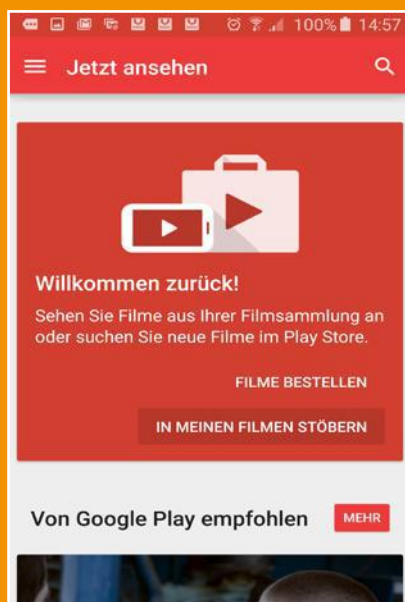 100% 14:57
Jetzt ansehen
Willkommen zurück!
Sehen Sie Filme aus Ihrer Filmsammlung an
oder suchen Sie neue Filme im Play Store.
FILME BESTELLEN
IN MEINEN FILMEN STÖBERN
Von Google Play empfohlen MEHR